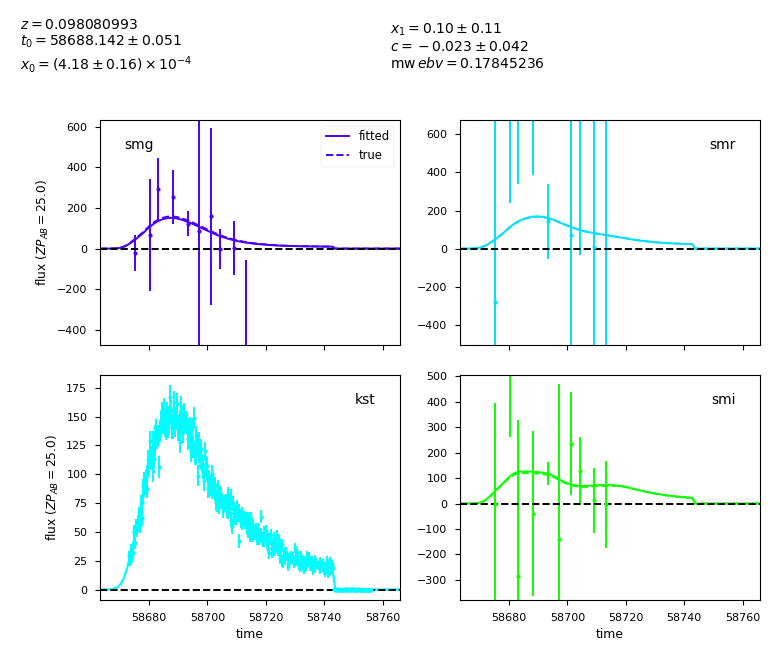 z = 0.098080993
t₀ = 58688.142 ± 0.051
x₀ = (4.18 ± 0.16) × 10⁻⁴
x₁ = 0.10 ± 0.11
c = −0.023 ± 0.042
mw ebv = 0.17845236
600
400
200
0
−200
−400
flux (ZP_AB = 25.0)
smg
fitted
true
600
400
200
0
−200
−400
smr
175
150
125
100
75
50
25
0
flux (ZP_AB = 25.0)
kst
58680
58700
58720
58740
58760
time
500
400
300
200
100
0
−100
−200
−300
smi
58680
58700
58720
58740
58760
time